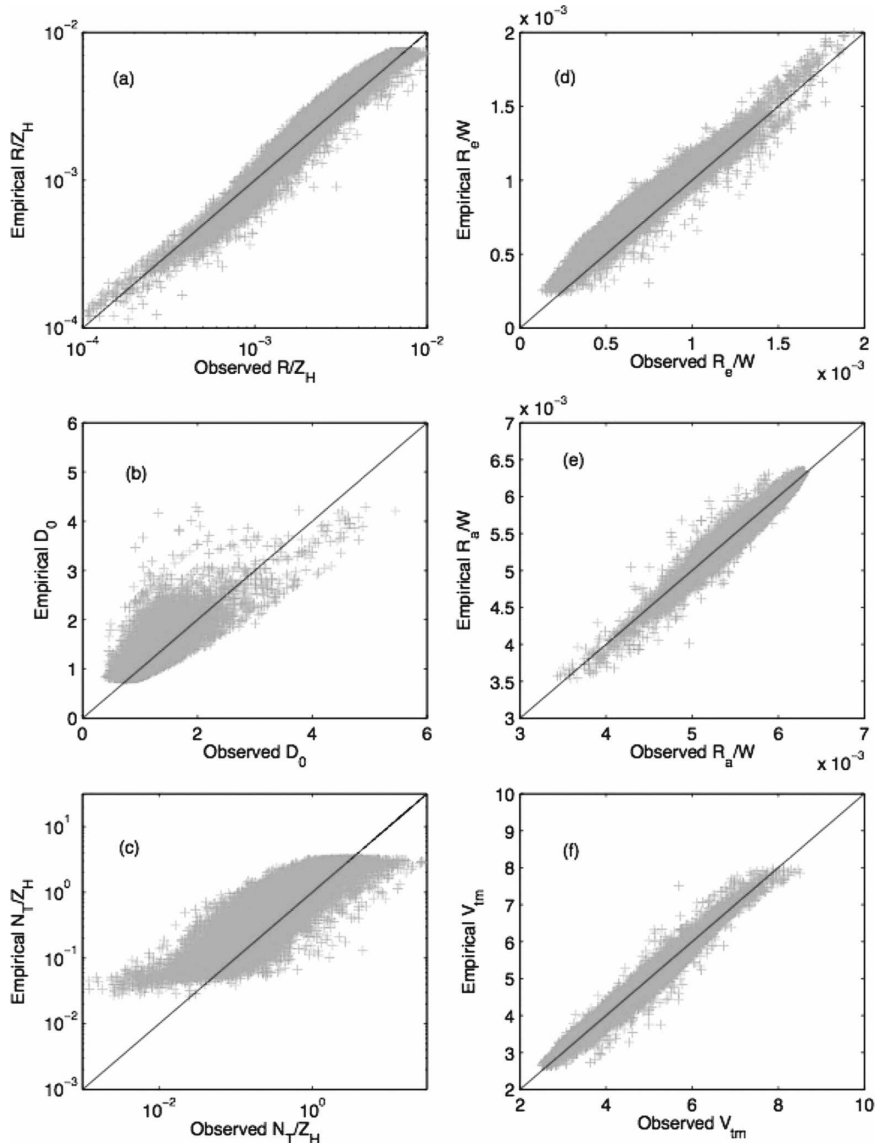 (a)
Empirical R/Z_H
10^-2
10^-3
10^-4
10^-4
10^-3
10^-2
Observed R/Z_H
(d)
x 10^-3
Empirical R_e/W
2
1.5
1
0.5
0
0
0.5
1
1.5
2
Observed R_e/W
x 10^-3
(b)
Empirical D_0
6
5
4
3
2
1
0
0
2
4
6
Observed D_0
(e)
x 10^-3
Empirical R_a/W
7
6.5
6
5.5
5
4.5
4
3.5
3
3
4
5
6
7
Observed R_a/W
x 10^-3
(c)
Empirical N_T/Z_H
10^1
10^0
10^-1
10^-2
10^-3
10^-2
10^0
Observed N_T/Z_H
(f)
Empirical V_tm
10
9
8
7
6
5
4
3
2
2
4
6
8
10
Observed V_tm